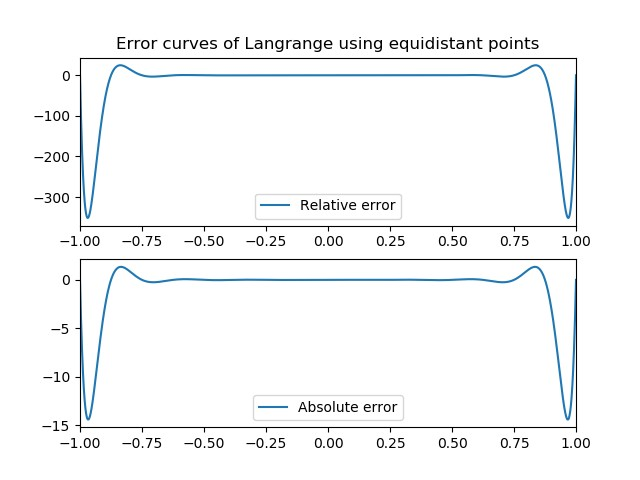 Error curves of Langrange using equidistant points
0
−100
−200
−300
Relative error
−1.00 −0.75 −0.50 −0.25 0.00 0.25 0.50 0.75 1.00
0
−5
−10
−15
Absolute error
−1.00 −0.75 −0.50 −0.25 0.00 0.25 0.50 0.75 1.00